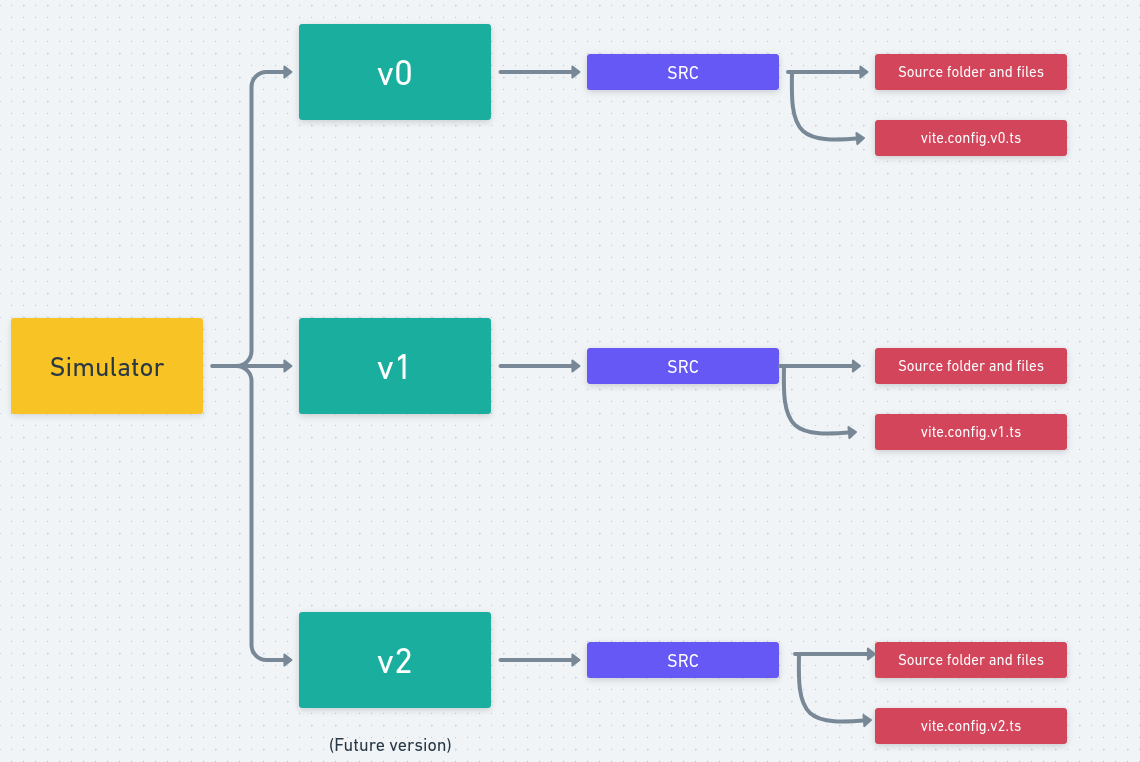 v0
SRC
Source folder and files
vite.config.v0.ts
Simulator
v1
SRC
Source folder and files
vite.config.v1.ts
v2
SRC
Source folder and files
vite.config.v2.ts
(Future version)